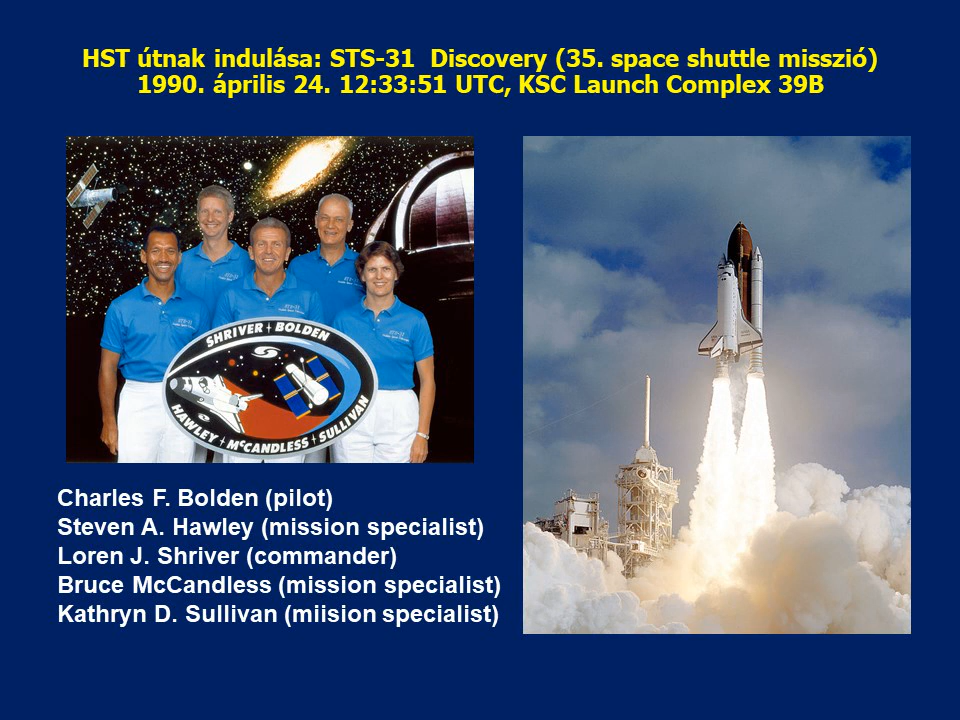 HST útnak indulása: STS-31 Discovery (35. space shuttle misszió)
1990. április 24. 12:33:51 UTC, KSC Launch Complex 39B
SHRIVER BOLDEN
HAWLEY McCANDLESS SULLIVAN
Charles F. Bolden (pilot)
Steven A. Hawley (mission specialist)
Loren J. Shriver (commander)
Bruce McCandless (mission specialist)
Kathryn D. Sullivan (miision specialist)